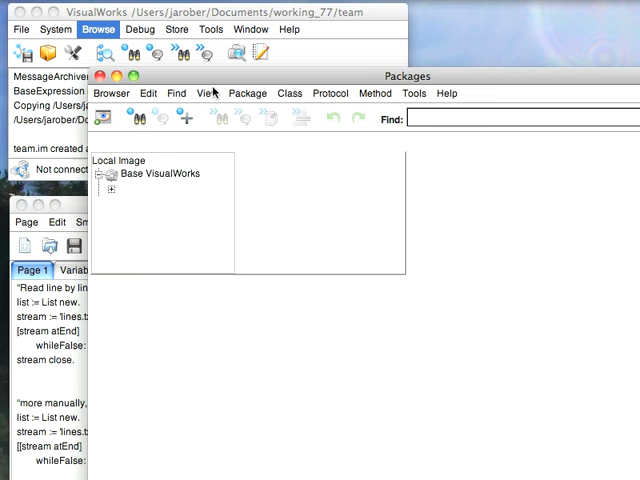 VisualWorks /Users/jarober/Documents/working_77/team
File System Browse Debug Store Tools Window Help
MessageArchiver
BaseExpression
Copying /Users/ja
/Users/jarober/Do
team.im created a
Not connect
Packages
Browser Edit Find View Package Class Protocol Method Tools Help
Find:
Local Image
Base VisualWorks
Page Edit Sm
Page 1 Variab
"Read line by lin
list := List new.
stream := 'lines.tx
[stream atEnd]
whileFalse:
stream close.
"more manually,
list := List new.
stream := 'lines.tx
[[stream atEnd]
whileFalse: